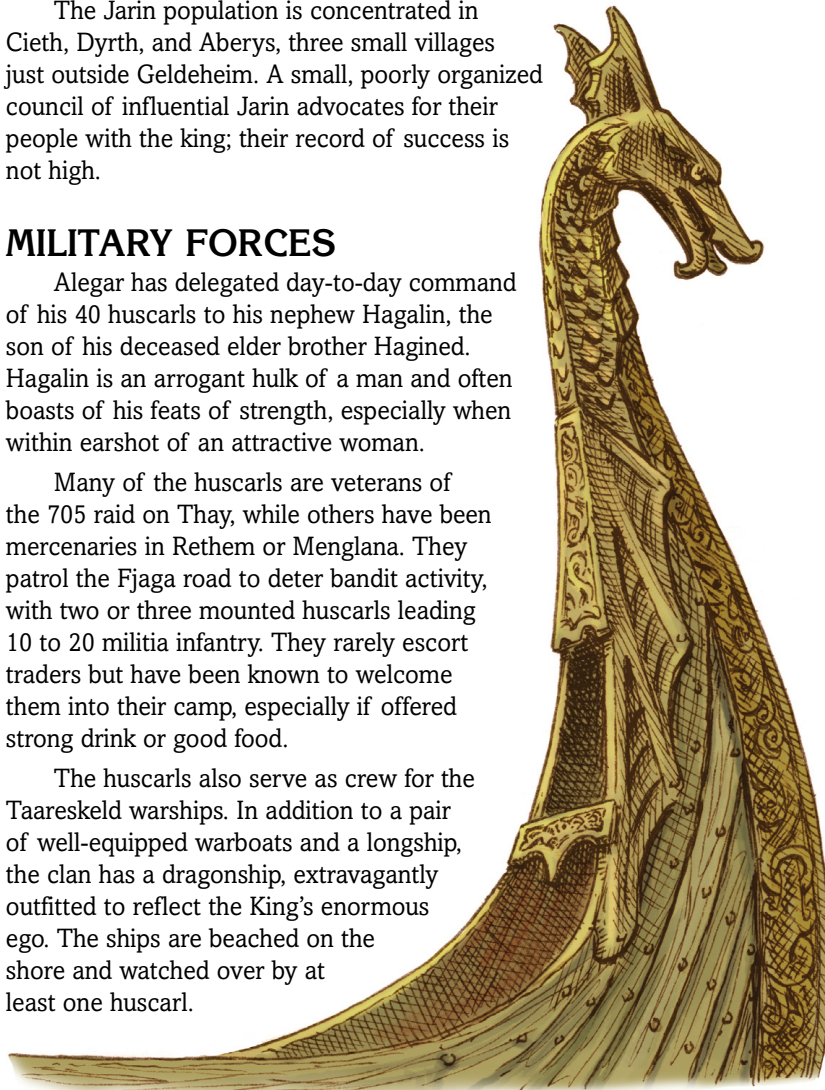 The Jarin population is concentrated in
Cieth, Dyrth, and Aberys, three small villages
just outside Geldeheim. A small, poorly organized
council of influential Jarin advocates for their
people with the king; their record of success is
not high.
MILITARY FORCES
Alegar has delegated day-to-day command
of his 40 huscarls to his nephew Hagalin, the
son of his deceased elder brother Hagined.
Hagalin is an arrogant hulk of a man and often
boasts of his feats of strength, especially when
within earshot of an attractive woman.
Many of the huscarls are veterans of
the 705 raid on Thay, while others have been
mercenaries in Rethem or Menglana. They
patrol the Fjaga road to deter bandit activity,
with two or three mounted huscarls leading
10 to 20 militia infantry. They rarely escort
traders but have been known to welcome
them into their camp, especially if offered
strong drink or good food.
The huscarls also serve as crew for the
Taareskeld warships. In addition to a pair
of well-equipped warboats and a longship,
the clan has a dragonship, extravagantly
outfitted to reflect the King’s enormous
ego. The ships are beached on the
shore and watched over by at
least one huscarl.